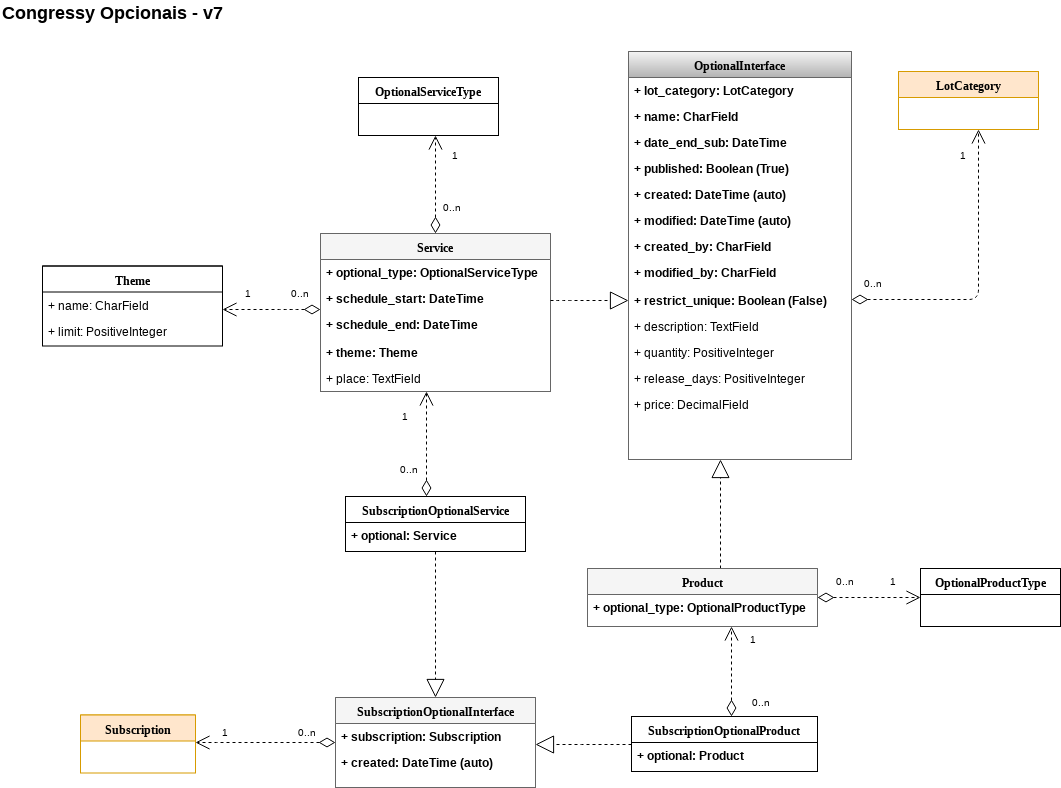 Congressy Opcionais - v7
OptionalServiceType
1
0..n
OptionalInterface
+ lot_category: LotCategory
+ name: CharField
+ date_end_sub: DateTime
+ published: Boolean (True)
+ created: DateTime (auto)
+ modified: DateTime (auto)
+ created_by: CharField
+ modified_by: CharField
+ restrict_unique: Boolean (False)
+ description: TextField
+ quantity: PositiveInteger
+ release_days: PositiveInteger
+ price: DecimalField
LotCategory
1
0..n
Theme
+ name: CharField
+ limit: PositiveInteger
1
0..n
Service
+ optional_type: OptionalServiceType
+ schedule_start: DateTime
+ schedule_end: DateTime
+ theme: Theme
+ place: TextField
1
0..n
SubscriptionOptionalService
+ optional: Service
Product
+ optional_type: OptionalProductType
0..n
1
OptionalProductType
1
0..n
Subscription
1
0..n
SubscriptionOptionalInterface
+ subscription: Subscription
+ created: DateTime (auto)
SubscriptionOptionalProduct
+ optional: Product